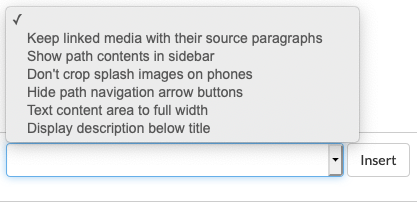 ✓
Keep linked media with their source paragraphs
Show path contents in sidebar
Don't crop splash images on phones
Hide path navigation arrow buttons
Text content area to full width
Display description below title
Insert